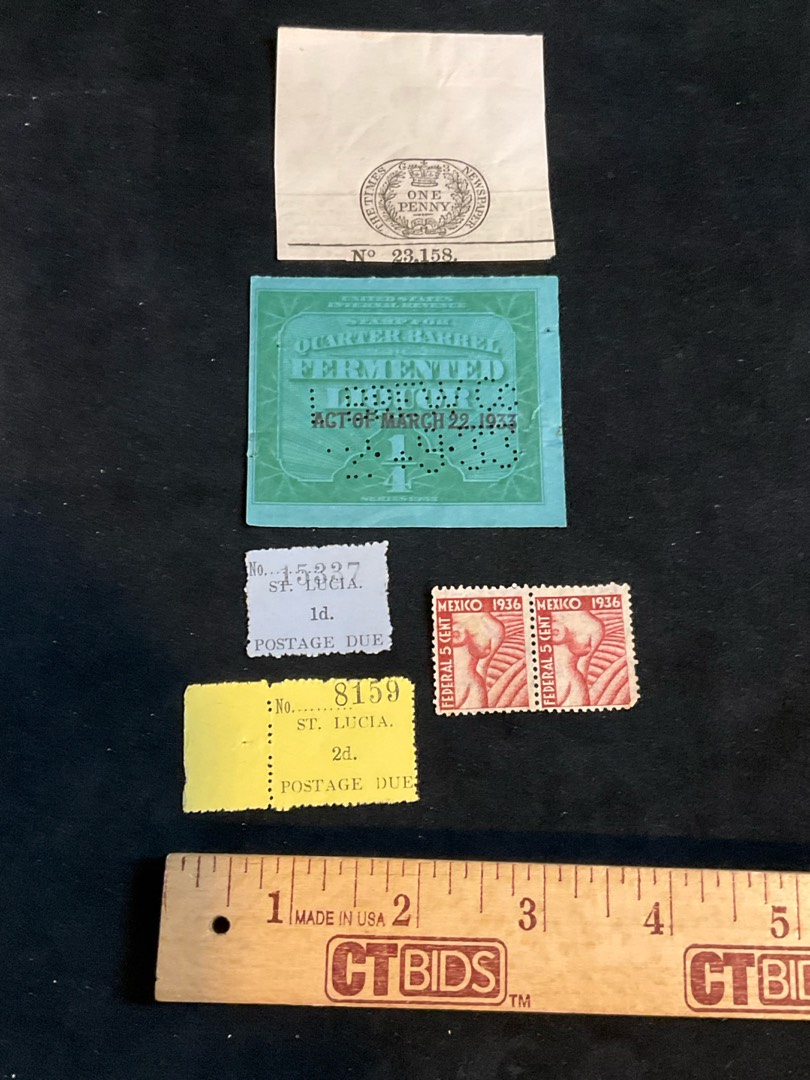 THE TIMES NEWSPAPER
ONE
PENNY
No 23,158.
UNITED STATES
INTERNAL REVENUE
STAMP FOR
QUARTER BARREL
FERMENTED
LIQUOR
ACT OF MARCH 22, 1933
1/4
No.......... 15337
ST. LUCIA.
1d.
POSTAGE DUE
MEXICO 1936
FEDERAL 5 CENT
MEXICO 1936
FEDERAL 5 CENT
No.......... 8159
ST. LUCIA.
2d.
POSTAGE DUE
1 MADE IN USA 2 3 4 5
CTBIDS TM
CTBID